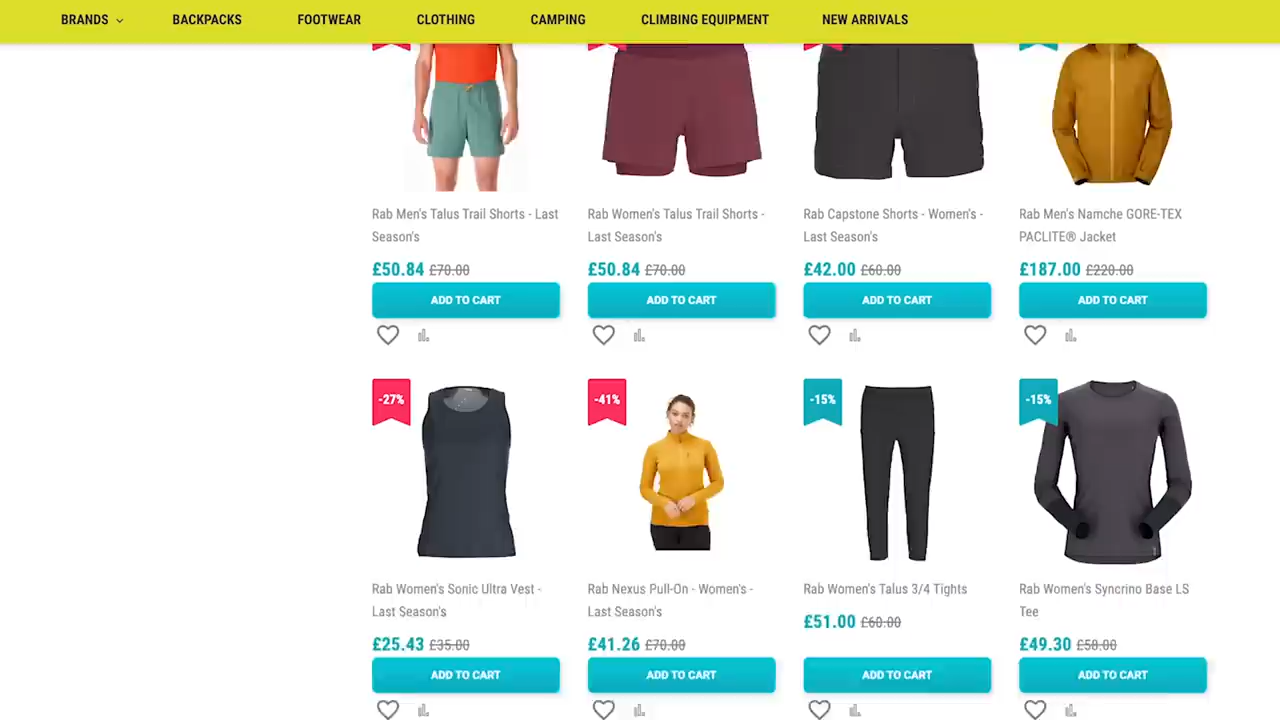 BRANDS BACKPACKS FOOTWEAR CLOTHING CAMPING CLIMBING EQUIPMENT NEW ARRIVALS
Rab Men's Talus Trail Shorts - Last
Season's
£50.84 £70.00
ADD TO CART
Rab Women's Talus Trail Shorts -
Last Season's
£50.84 £70.00
ADD TO CART
Rab Capstone Shorts - Women's -
Last Season's
£42.00 £60.00
ADD TO CART
Rab Men's Namche GORE-TEX
PACLITE® Jacket
£187.00 £220.00
ADD TO CART
-27%
Rab Women's Sonic Ultra Vest -
Last Season's
£25.43 £35.00
ADD TO CART
-41%
Rab Nexus Pull-On - Women's -
Last Season's
£41.26 £70.00
ADD TO CART
-15%
Rab Women's Talus 3/4 Tights
£51.00 £60.00
ADD TO CART
-15%
Rab Women's Syncrino Base LS
Tee
£49.30 £58.00
ADD TO CART